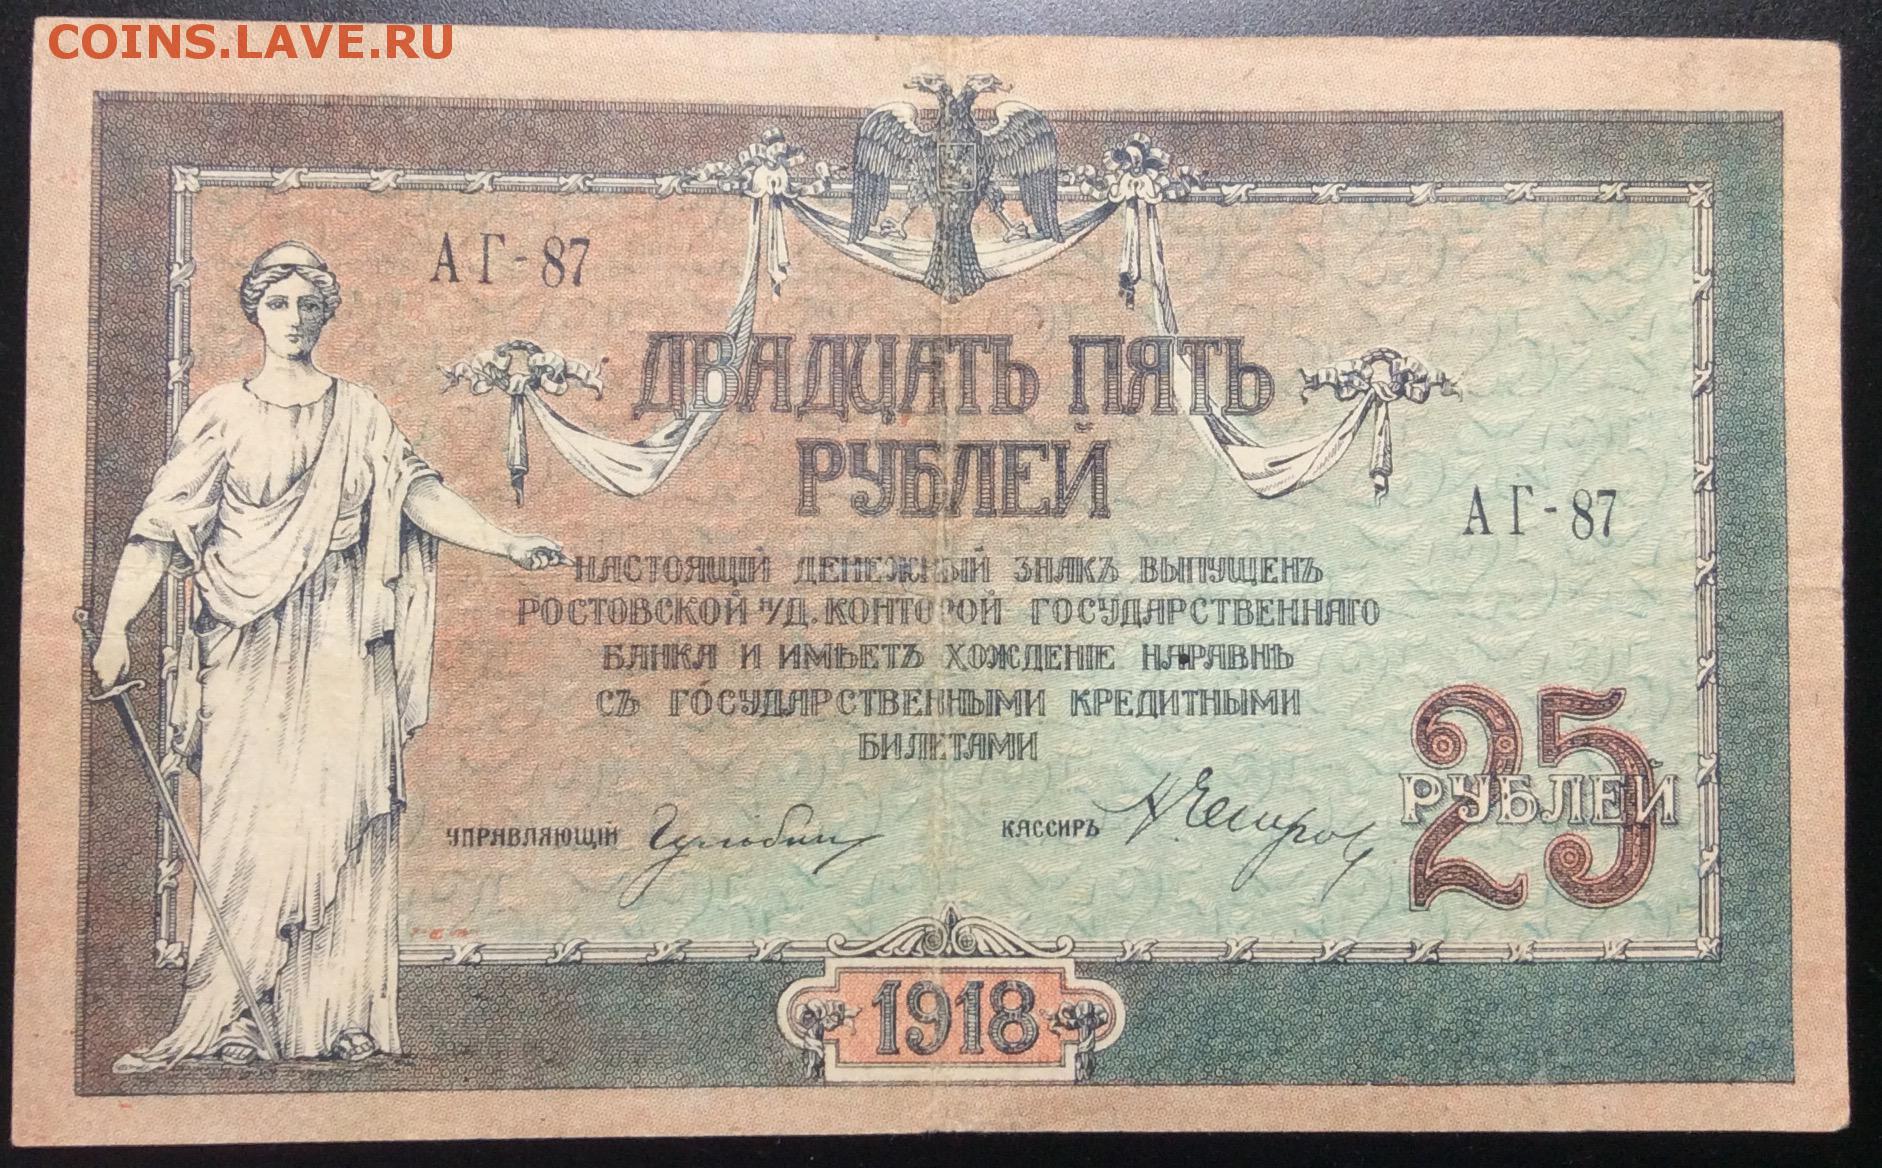 COINS.LAVE.RU
АГ-87
ДВАДЦАТЬ ПЯТЬ
РУБЛЕЙ
АГ-87
НАСТОЯЩІЙ ДЕНЕЖНЫЙ ЗНАКЪ ВЫПУЩЕНЪ
РОСТОВСКОЙ н/Д. КОНТОРОЙ ГОСУДАРСТВЕННАГО
БАНКА И ИМѢЕТЪ ХОЖДЕНІЕ НАРАВНѢ
СЪ ГОСУДАРСТВЕННЫМИ КРЕДИТНЫМИ
БИЛЕТАМИ
25
РУБЛЕЙ
УПРАВЛЯЮЩІЙ
КАССИРЪ
1918